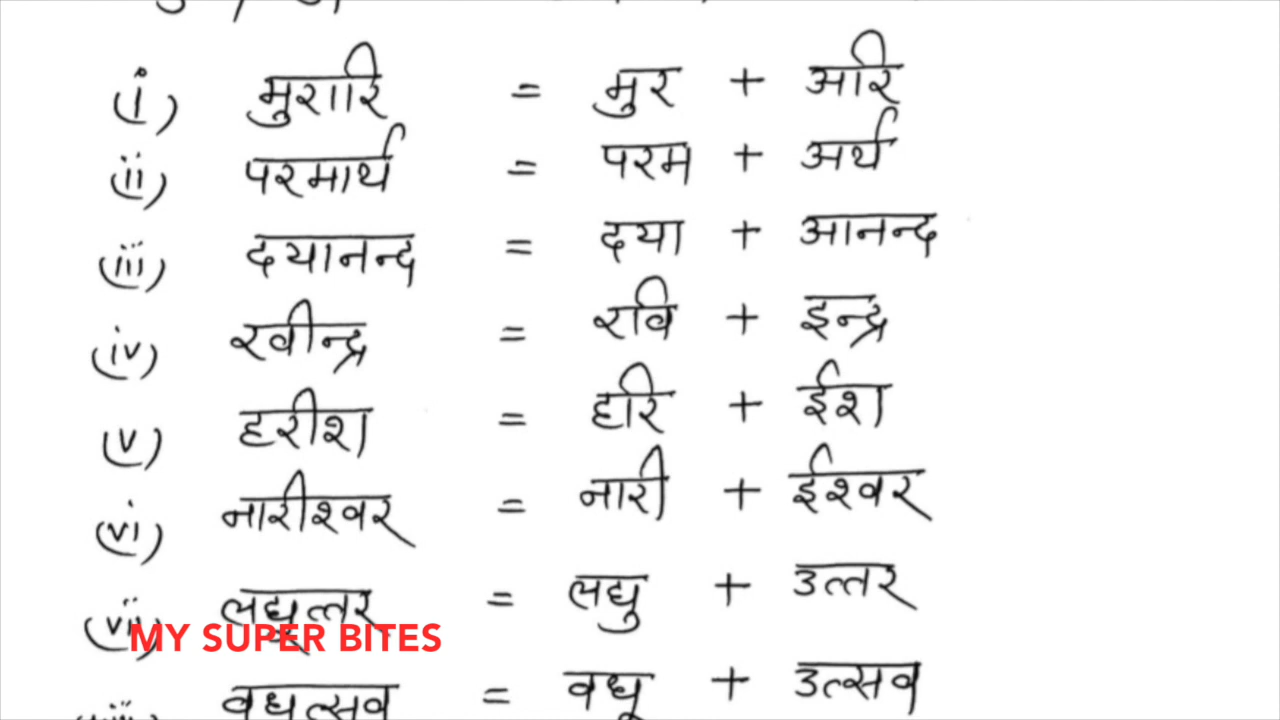 (i) मुरारि = मुर + अरि
(ii) परमार्थ = परम + अर्थ
(iii) दयानन्द = दया + आनन्द
(iv) रवीन्द्र = रवि + इन्द्र
(v) हरीश = हरि + ईश
(vi) नारीश्वर = नारी + ईश्वर
(vii) लघूत्तर = लघु + उत्तर
MY SUPER BITES
वधूत्सव = वधू + उत्सव